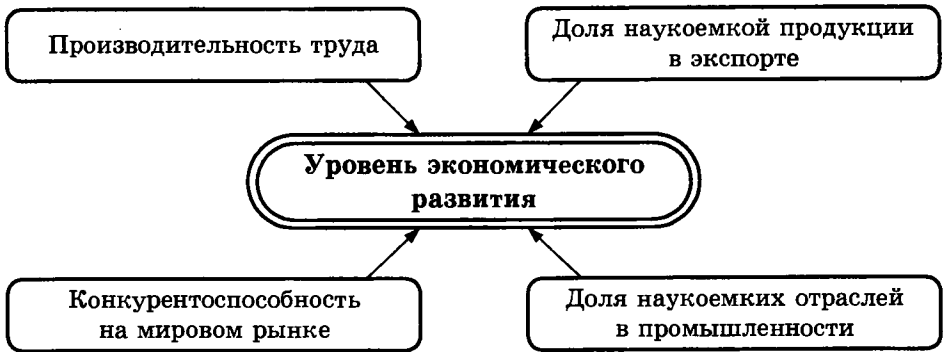 Производительность труда
Доля наукоемкой продукции
в экспорте
Уровень экономического
развития
Конкурентоспособность
на мировом рынке
Доля наукоемких отраслей
в промышленности